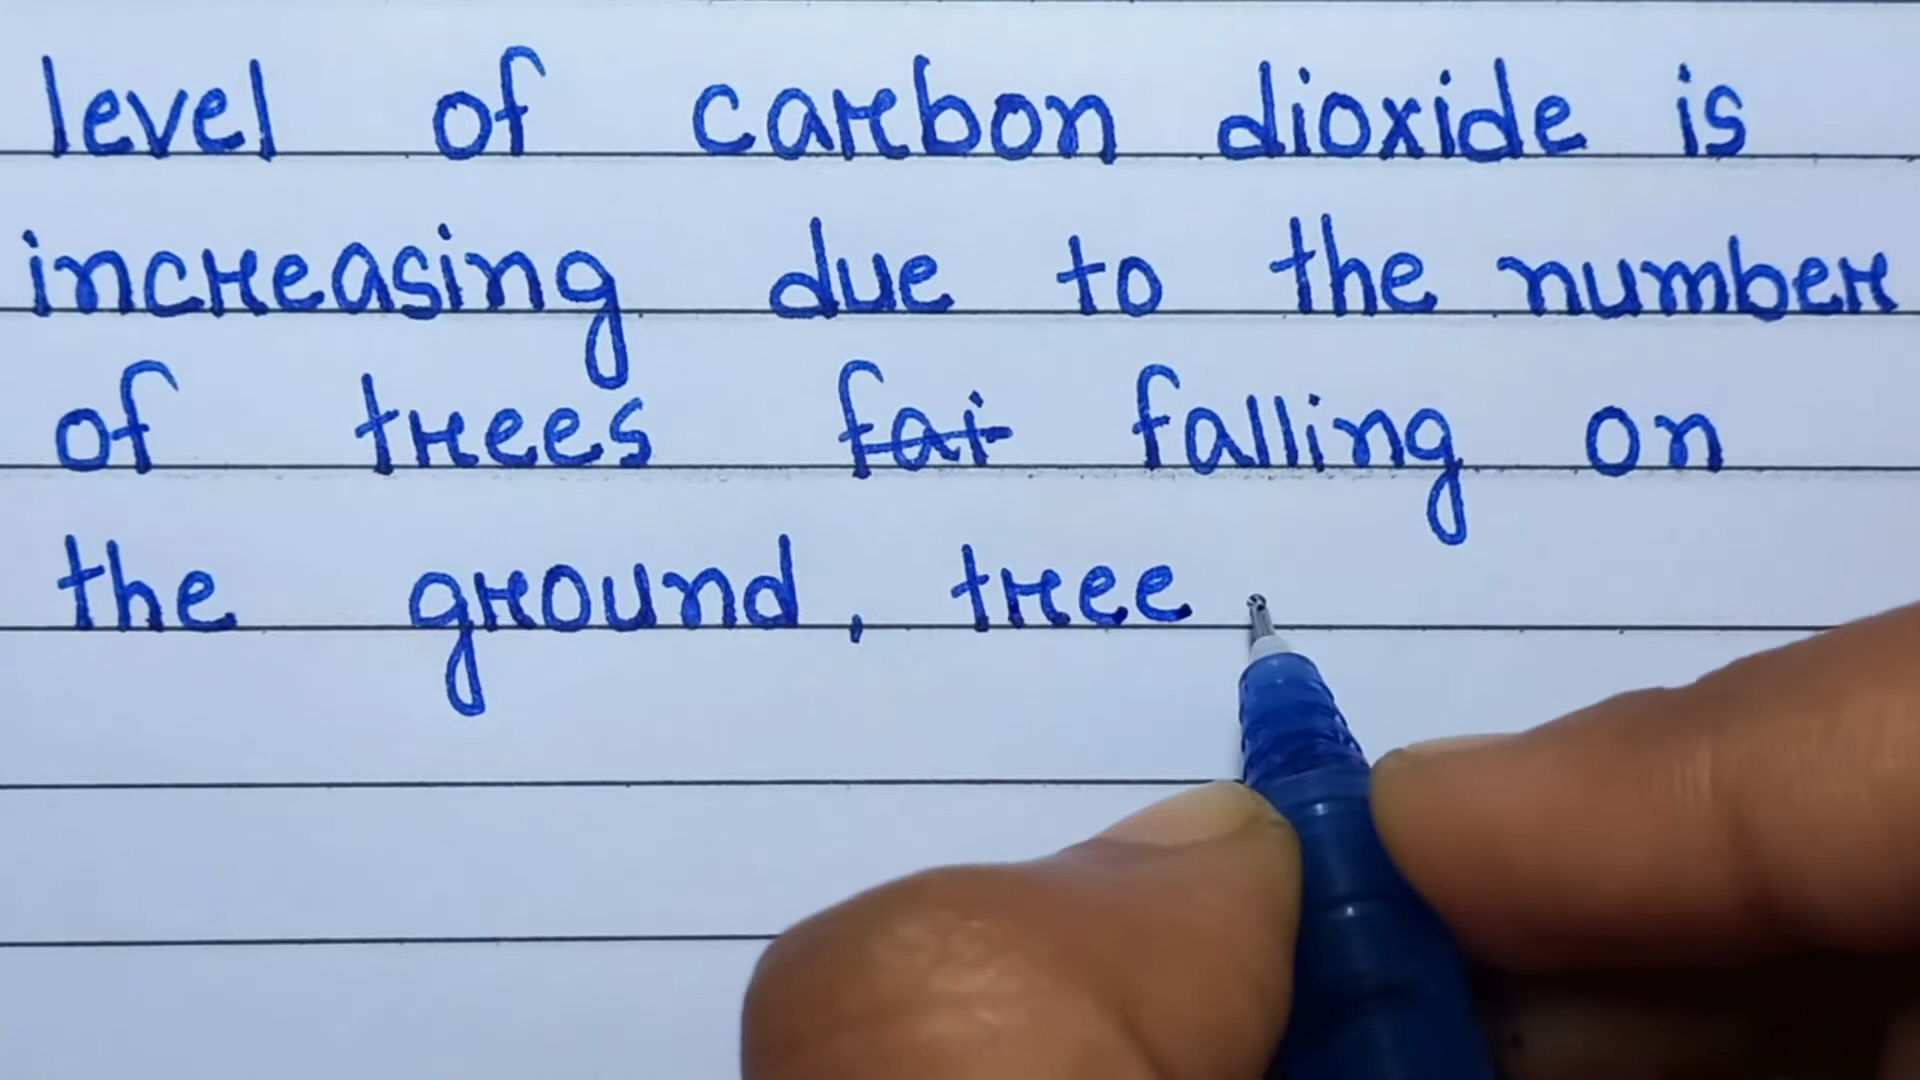 level of carbon dioxide is
increasing due to the number
of trees fai falling on
the ground, tree